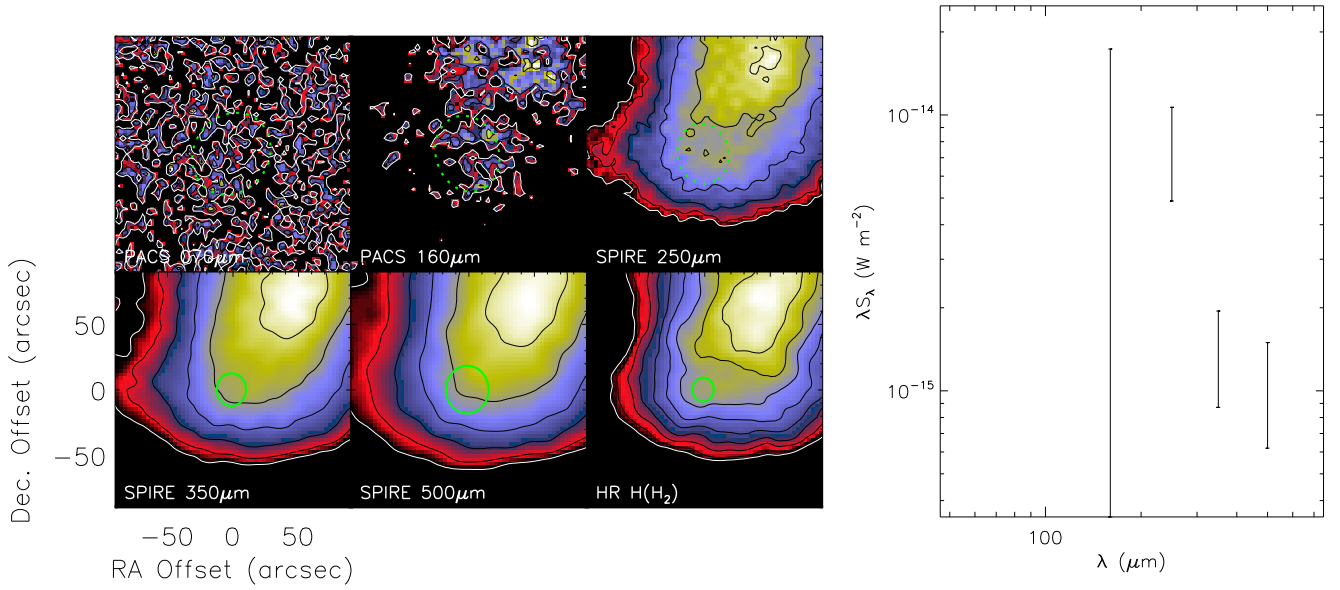 PACS 070μm
PACS 160μm
SPIRE 250μm
SPIRE 350μm
SPIRE 500μm
HR H(H₂)
Dec. Offset (arcsec)
50
0
−50
−50 0 50
RA Offset (arcsec)
λS_λ (W m⁻²)
10⁻¹⁴
10⁻¹⁵
100
λ (μm)